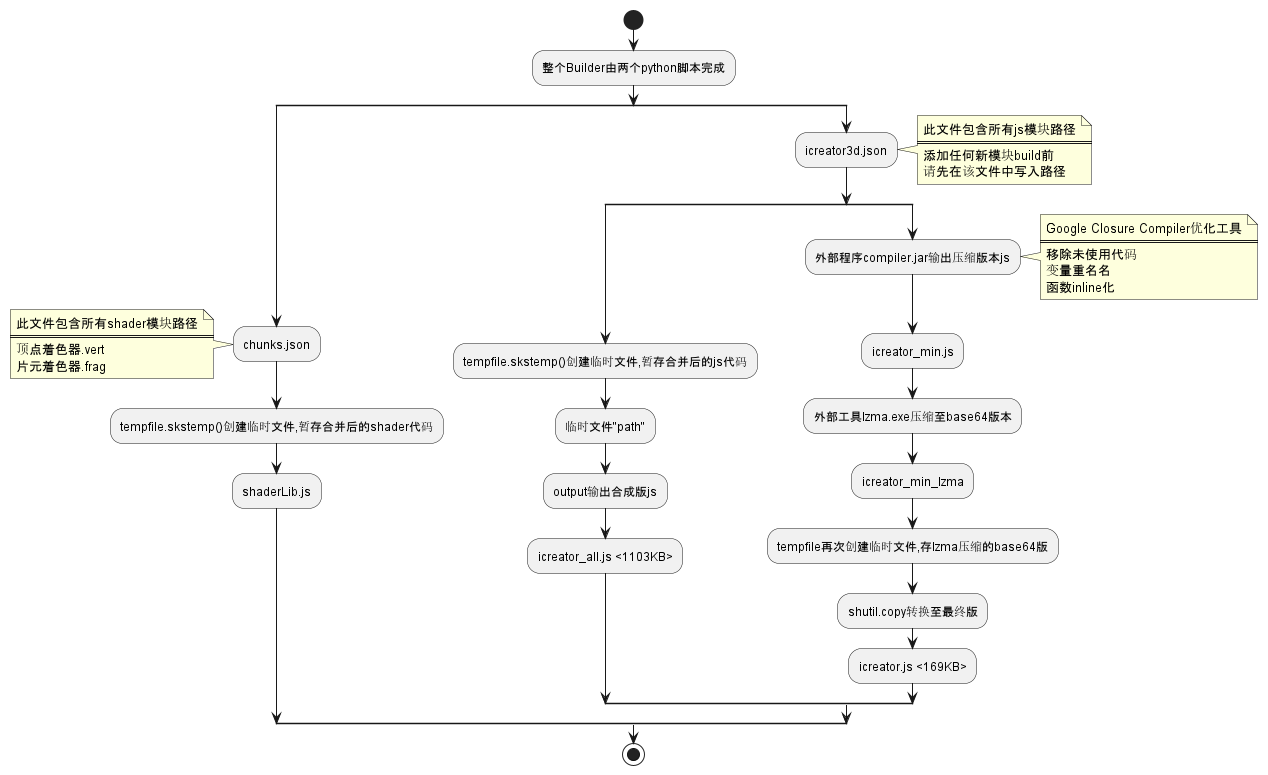 整个Builder由两个python脚本完成
此文件包含所有js模块路径
icreator3d.json
添加任何新模块build前
请先在该文件中写入路径
Google Closure Compiler优化工具
外部程序compiler.jar输出压缩版本js
移除未使用代码
变量重名名
函数inline化
此文件包含所有shader模块路径
chunks.json
顶点着色器.vert
片元着色器.frag
tempfile.skstemp()创建临时文件,暂存合并后的shader代码
shaderLib.js
tempfile.skstemp()创建临时文件,暂存合并后的js代码
临时文件"path"
output输出合成版js
icreator_all.js <1103KB>
icreator_min.js
外部工具lzma.exe压缩至base64版本
icreator_min_lzma
tempfile再次创建临时文件,存lzma压缩的base64版
shutil.copy转换至最终版
icreator.js <169KB>